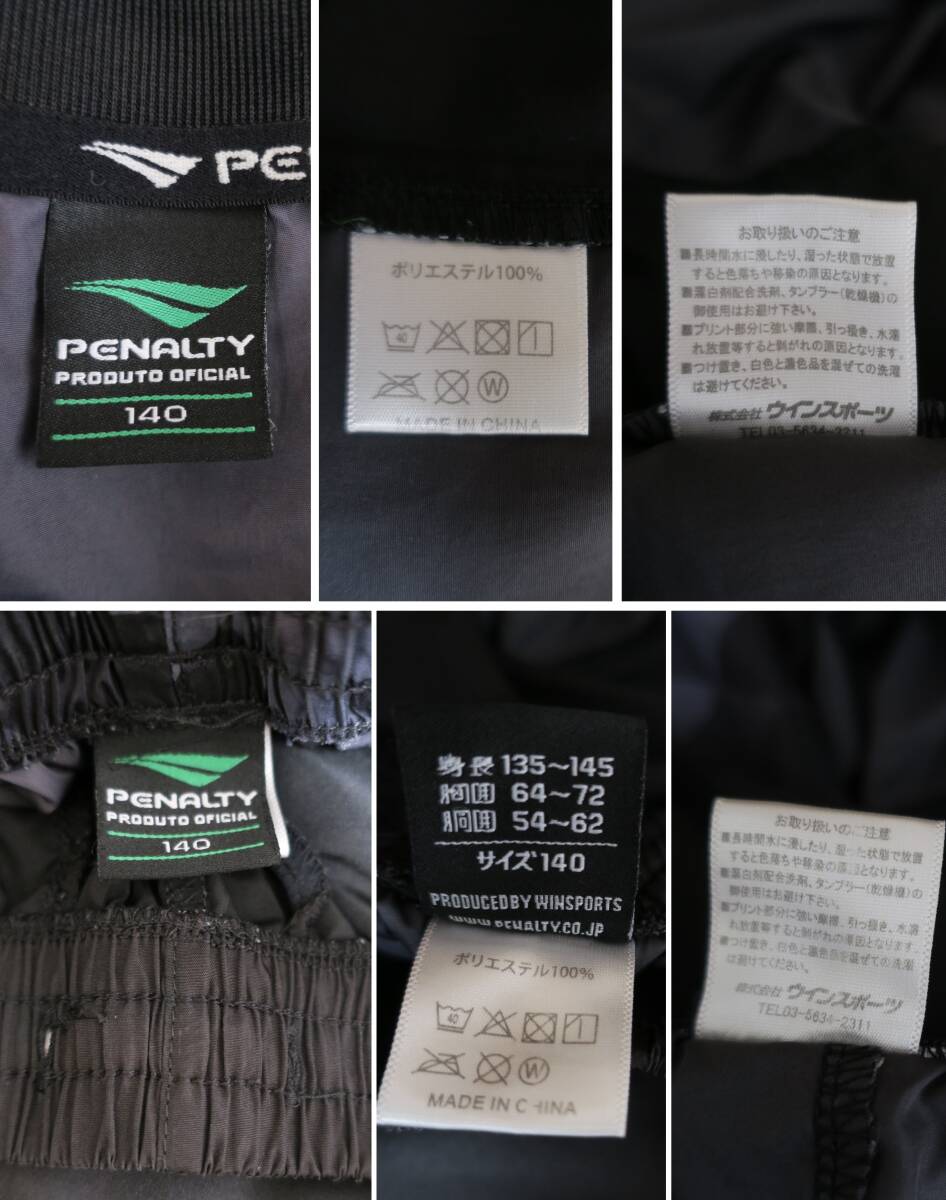 PE
PENALTY
PRODUTO OFICIAL
140
ポリエステル100%
40
W
MADE IN CHINA
お取り扱いのご注意
■長時間水に浸したり、湿った状態で放置
すると色落ちや移染の原因となります。
■蛍白剤配合洗剤、タンブラー(乾燥機)の
御使用はお避け下さい。
■プリント部分に強い摩擦、引っ掻き、水濡
れ放置等すると剥がれの原因となります。
■つけ置き、白色と濃色品を混ぜての洗濯
は避けてください。
株式会社 ウインスポーツ
TEL03-5634-2311
PENALTY
PRODUTO OFICIAL
140
身長 135~145
胸囲 64~72
胴囲 54~62
サイズ140
PRODUCED BY WINSPORTS
WWW.PENALTY.CO.JP
ポリエステル100%
40
W
MADE IN CHINA
お取り扱いのご注意
■長時間水に浸したり、湿った状態で放置
すると色落ちや移染の原因となります。
■蛍白剤配合洗剤、タンブラー(乾燥機)の
御使用はお避け下さい。
■プリント部分に強い摩擦、引っ掻き、水濡
れ放置等すると剥がれの原因となります。
■つけ置き、白色と濃色品を混ぜての洗濯
は避けてください。
株式会社 ウインスポーツ
TEL03-5634-2311